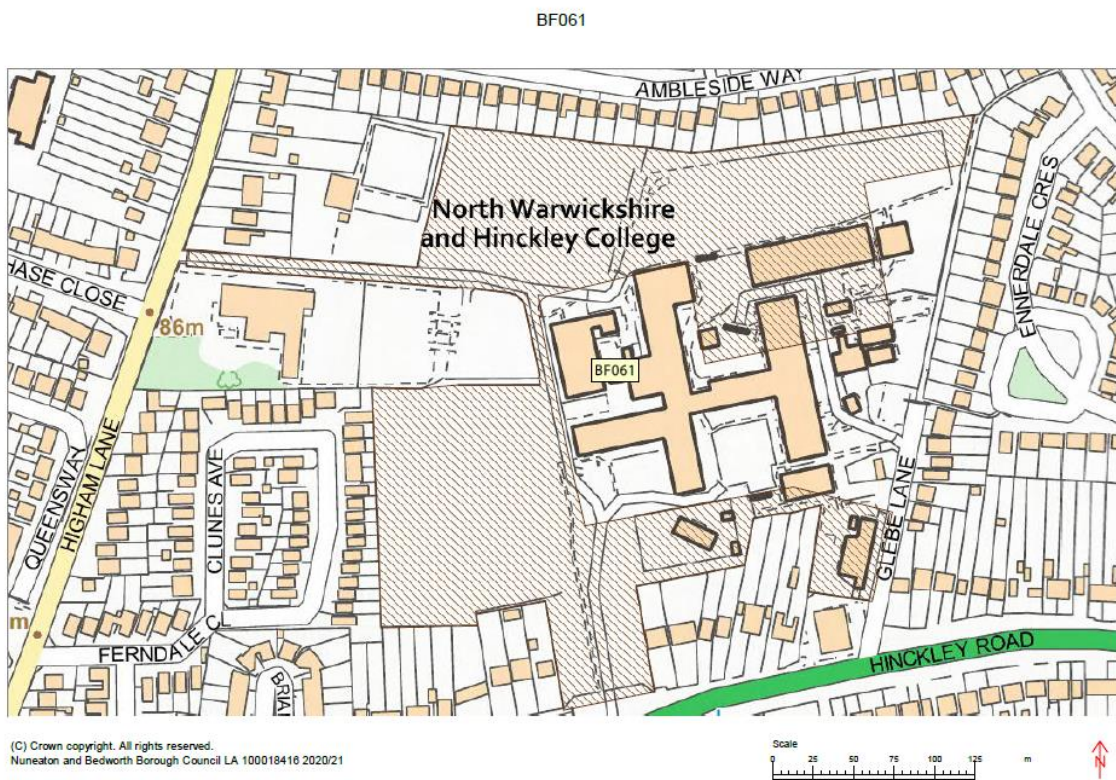 BF061
AMBLESIDE WAY
North Warwickshire
and Hinckley College
ENNERDALE CRES
HASE CLOSE
86m
BF061
QUEENSWAY
HIGHAM LANE
CLUNES AVE
GLEBE LANE
m
FERNDALE CL
BRIA
HINCKLEY ROAD
(C) Crown copyright. All rights reserved.
Nuneaton and Bedworth Borough Council LA 100018416 2020/21
Scale
0 25 50 75 100 125 m
N